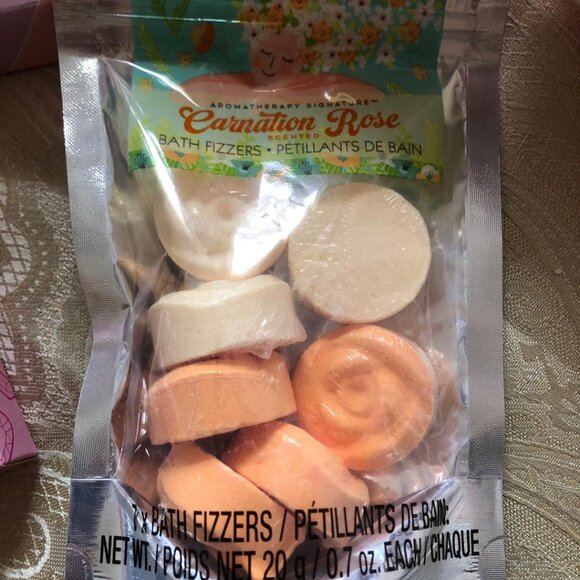 AROMATHERAPY SIGNATURE™
Carnation Rose
SCENTED
BATH FIZZERS • PÉTILLANTS DE BAIN
7 x BATH FIZZERS / PÉTILLANTS DE BAIN:
NET WT. / POIDS NET 20 g / 0.7 oz. EACH / CHAQUE